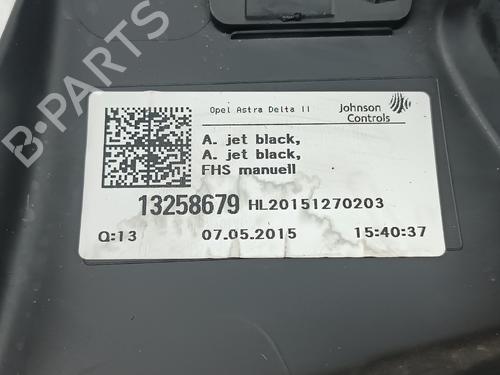 Opel Astra Delta II
Johnson
Controls
A. jet black,
A. jet black,
FHS manuell
13258679 HL20151270203
Q:13 07.05.2015 15:40:37
B-PARTS